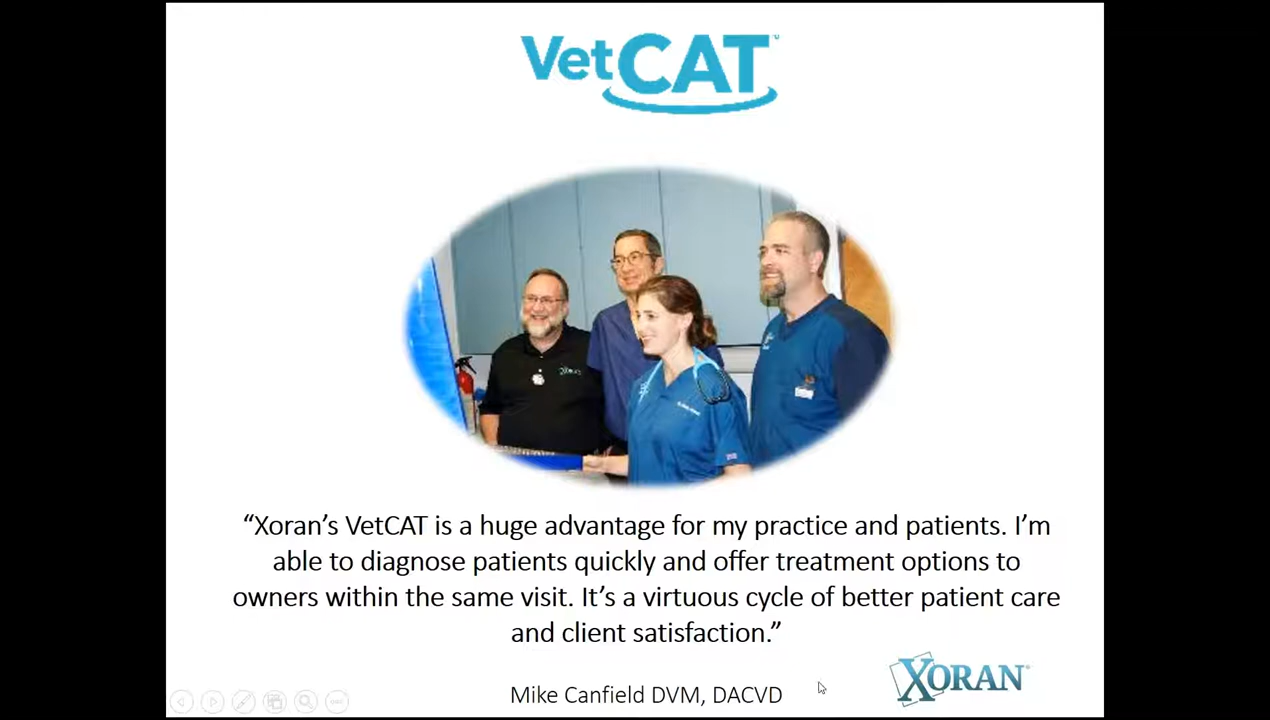 VetCAT
XORAN
"Xoran's VetCAT is a huge advantage for my practice and patients. I'm
able to diagnose patients quickly and offer treatment options to
owners within the same visit. It's a virtuous cycle of better patient care
and client satisfaction."
Mike Canfield DVM, DACVD
XORAN